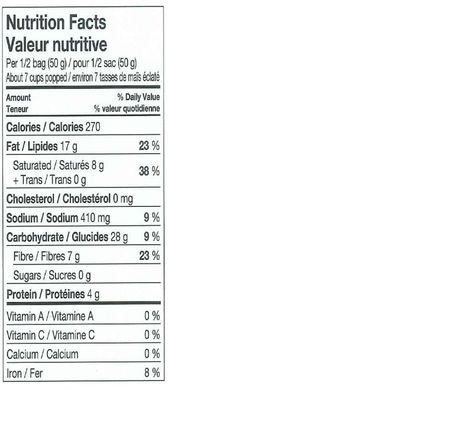 Nutrition Facts
Valeur nutritive
Per 1/2 bag (50 g) / pour 1/2 sac (50 g)
About 7 cups popped / environ 7 tasses de maïs éclaté
Amount % Daily Value
Teneur % valeur quotidienne
Calories / Calories 270
Fat / Lipides 17 g 23 %
Saturated / Saturés 8 g
+ Trans / Trans 0 g 38 %
Cholesterol / Cholestérol 0 mg
Sodium / Sodium 410 mg 9 %
Carbohydrate / Glucides 28 g 9 %
Fibre / Fibres 7 g 23 %
Sugars / Sucres 0 g
Protein / Protéines 4 g
Vitamin A / Vitamine A 0 %
Vitamin C / Vitamine C 0 %
Calcium / Calcium 0 %
Iron / Fer 8 %